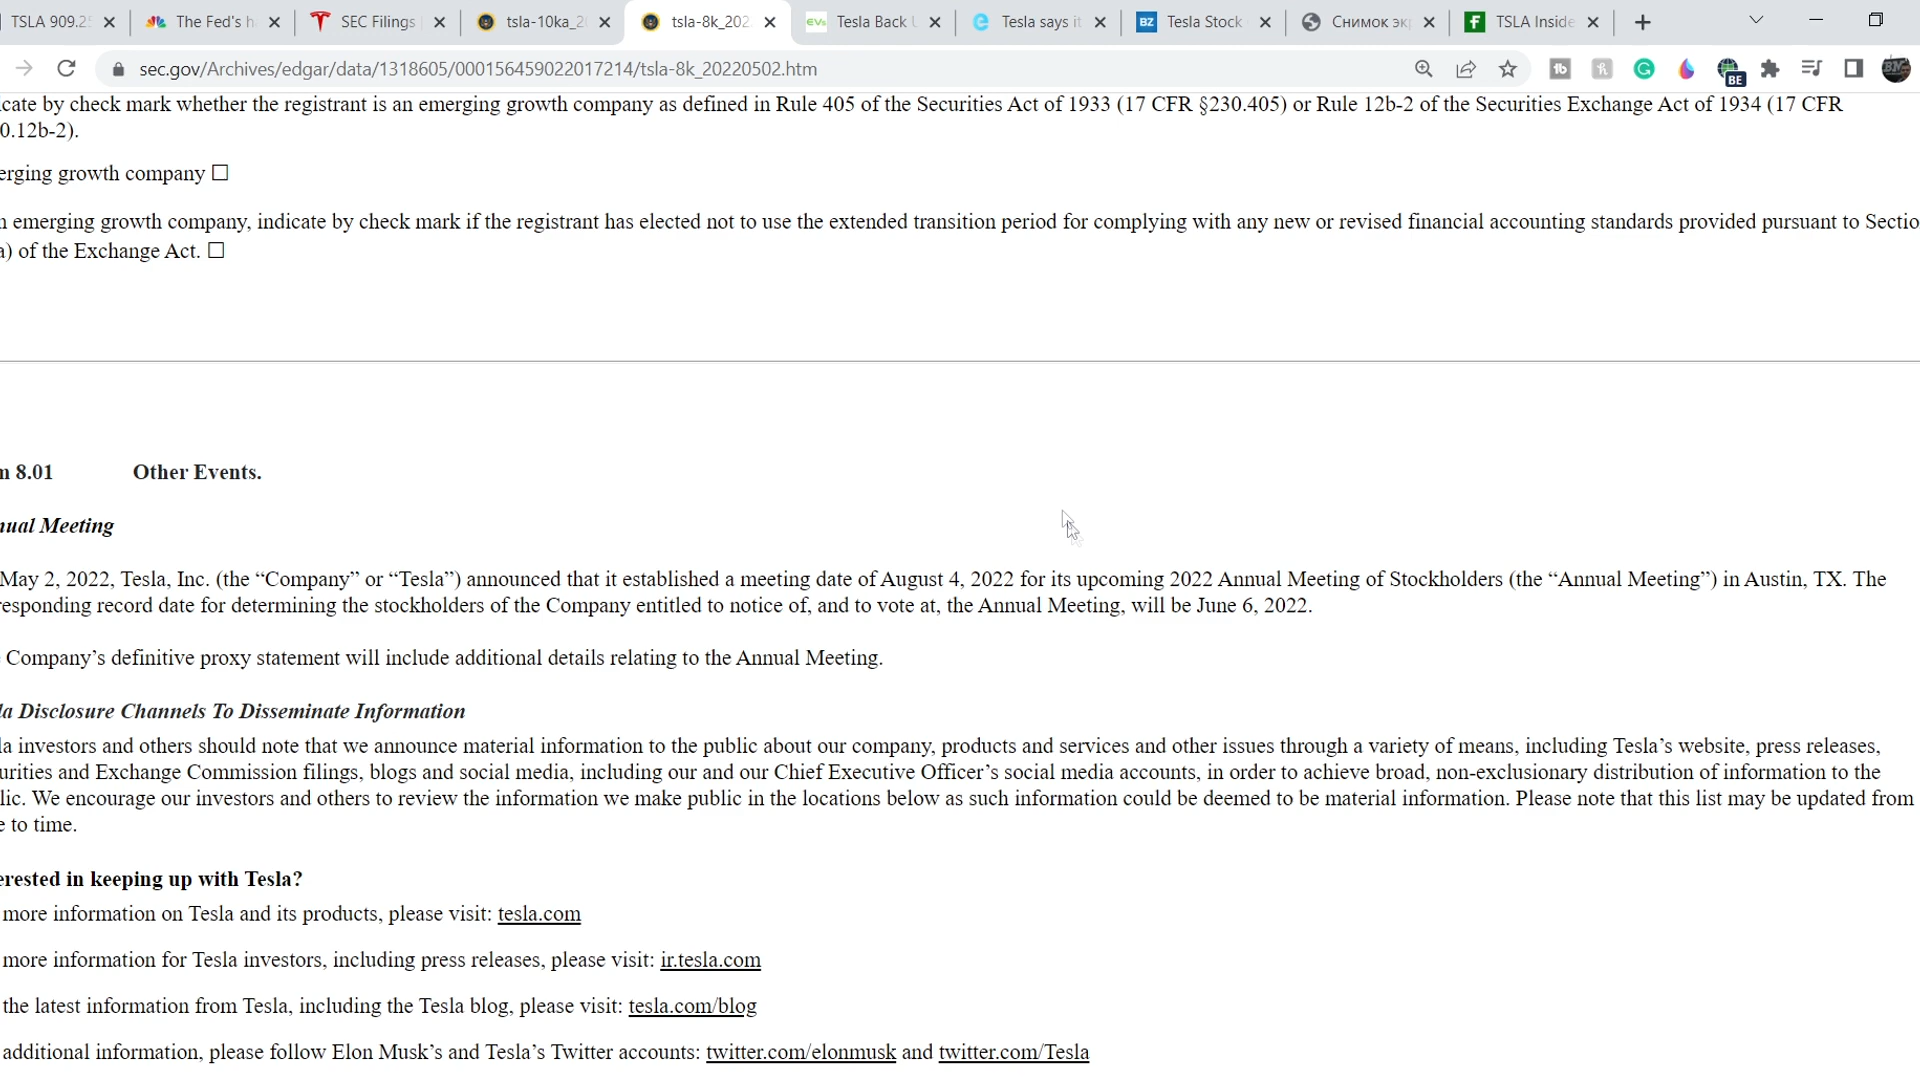 TSLA 909.25 The Fed's h SEC Filings tsla-10ka_2 tsla-8k_202 EVs Tesla Back U Tesla says it BZ Tesla Stock Снимок эк TSLA Inside
sec.gov/Archives/edgar/data/1318605/000156459022017214/tsla-8k_20220502.htm BE
icate by check mark whether the registrant is an emerging growth company as defined in Rule 405 of the Securities Act of 1933 (17 CFR §230.405) or Rule 12b-2 of the Securities Exchange Act of 1934 (17 CFR
0.12b-2).
erging growth company ☐
n emerging growth company, indicate by check mark if the registrant has elected not to use the extended transition period for complying with any new or revised financial accounting standards provided pursuant to Sectio
a) of the Exchange Act. ☐
m 8.01 Other Events.
nual Meeting
May 2, 2022, Tesla, Inc. (the “Company” or “Tesla”) announced that it established a meeting date of August 4, 2022 for its upcoming 2022 Annual Meeting of Stockholders (the “Annual Meeting”) in Austin, TX. The
responding record date for determining the stockholders of the Company entitled to notice of, and to vote at, the Annual Meeting, will be June 6, 2022.
Company’s definitive proxy statement will include additional details relating to the Annual Meeting.
la Disclosure Channels To Disseminate Information
la investors and others should note that we announce material information to the public about our company, products and services and other issues through a variety of means, including Tesla’s website, press releases,
urities and Exchange Commission filings, blogs and social media, including our and our Chief Executive Officer’s social media accounts, in order to achieve broad, non-exclusionary distribution of information to the
lic. We encourage our investors and others to review the information we make public in the locations below as such information could be deemed to be material information. Please note that this list may be updated from
e to time.
erested in keeping up with Tesla?
more information on Tesla and its products, please visit: tesla.com
more information for Tesla investors, including press releases, please visit: ir.tesla.com
the latest information from Tesla, including the Tesla blog, please visit: tesla.com/blog
additional information, please follow Elon Musk’s and Tesla’s Twitter accounts: twitter.com/elonmusk and twitter.com/Tesla